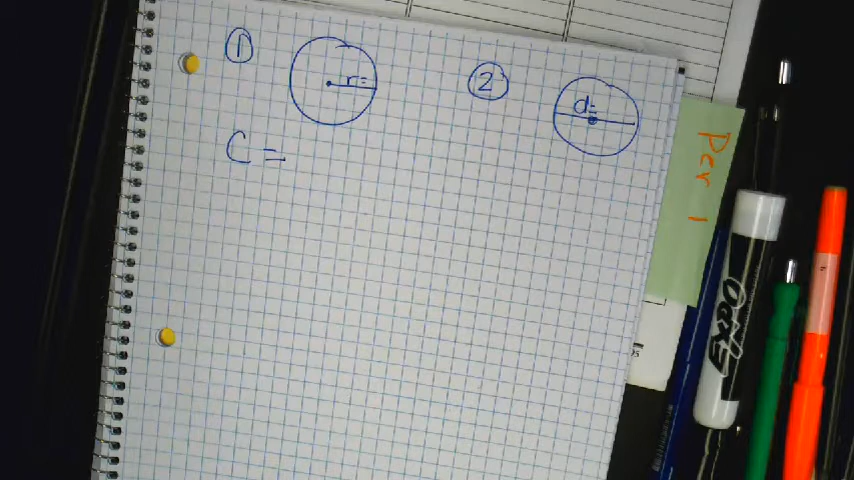 ① r=
② d=
C =
Per 1
EXPO